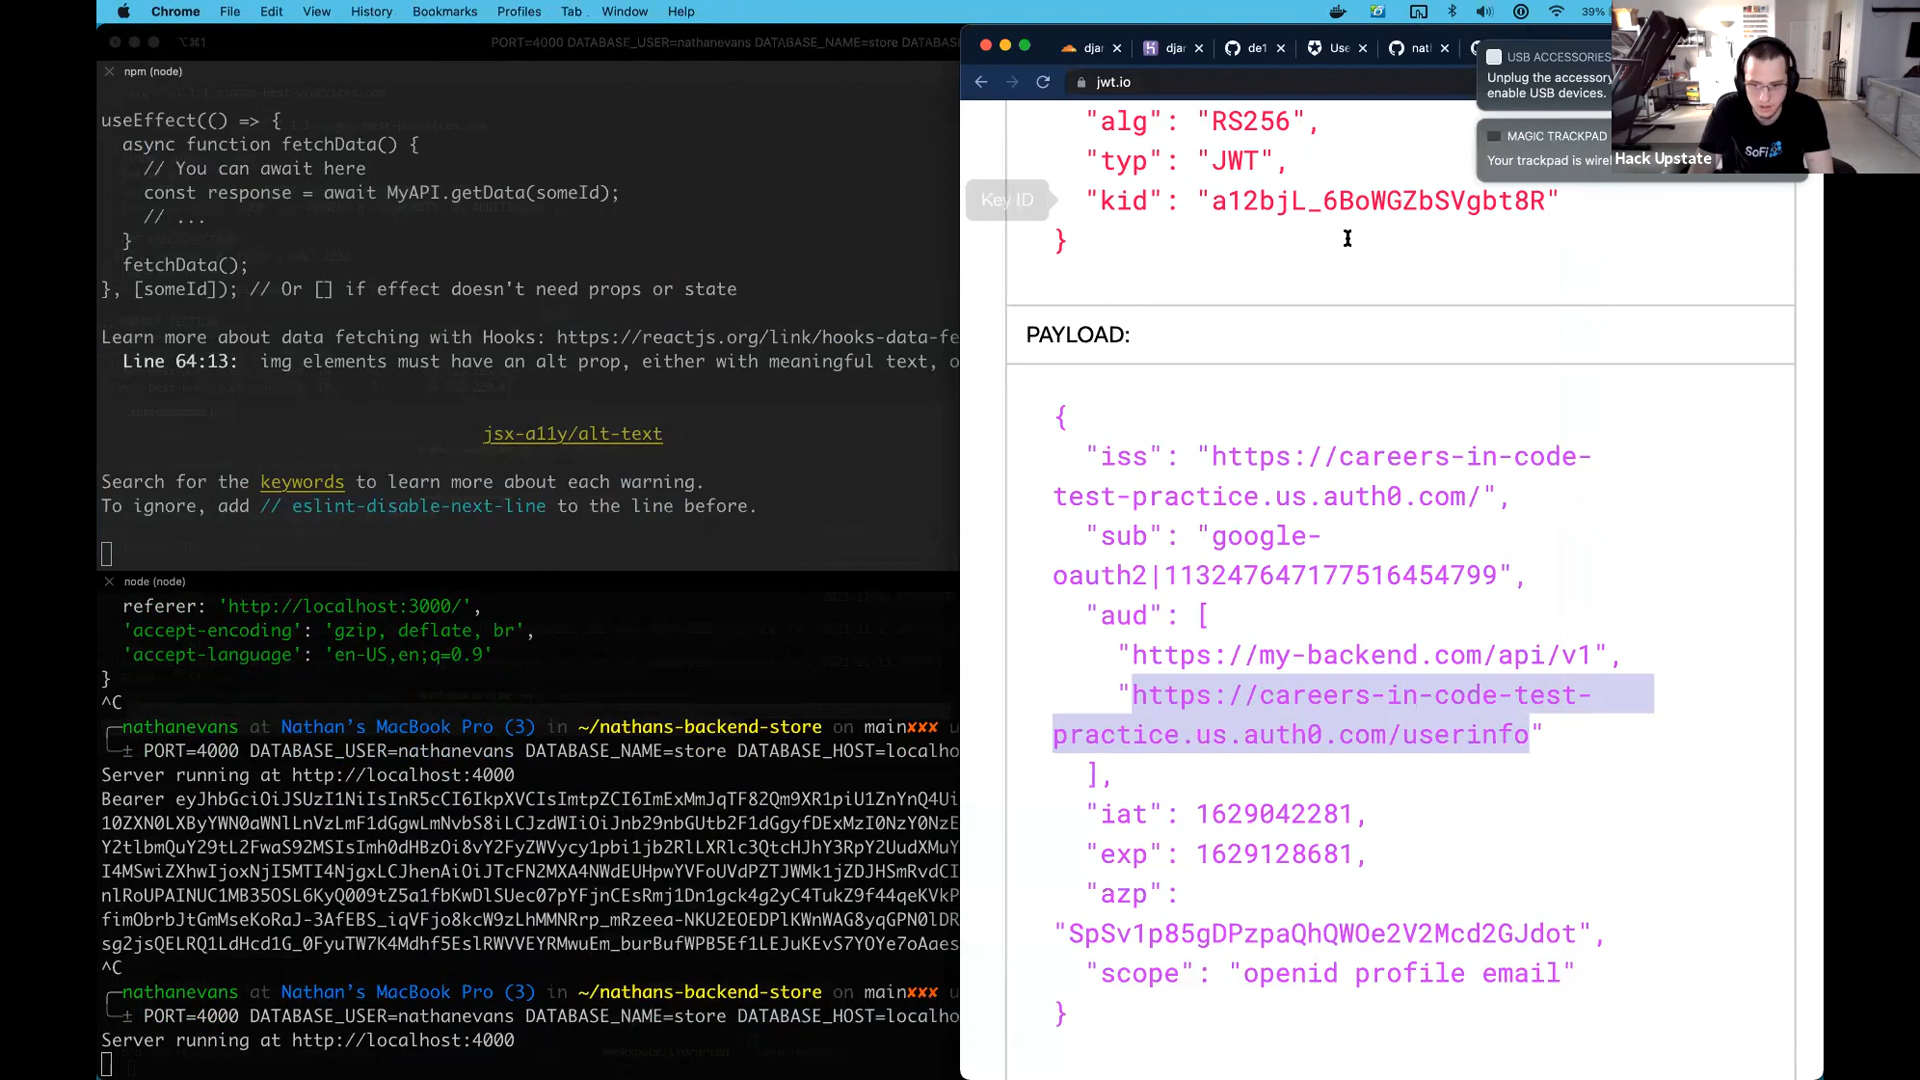 Chrome File Edit View History Bookmarks Profiles Tab Window Help
39%
⌥⌘1
PORT=4000 DATABASE_USER=nathanevans DATABASE_NAME=store DATABAS
npm (node)
useEffect(() => {
async function fetchData() {
// You can await here
const response = await MyAPI.getData(someId);
// ...
}
fetchData();
}, [someId]); // Or [] if effect doesn't need props or state
Learn more about data fetching with Hooks: https://reactjs.org/link/hooks-data-fe
Line 64:13: img elements must have an alt prop, either with meaningful text, o
jsx-a11y/alt-text
Search for the keywords to learn more about each warning.
To ignore, add // eslint-disable-next-line to the line before.
node (node)
referer: 'http://localhost:3000/',
'accept-encoding': 'gzip, deflate, br',
'accept-language': 'en-US,en;q=0.9'
}
^C
nathanevans at Nathan's MacBook Pro (3) in ~/nathans-backend-store on main✘✘✘
± PORT=4000 DATABASE_USER=nathanevans DATABASE_NAME=store DATABASE_HOST=localho
Server running at http://localhost:4000
^C
nathanevans at Nathan's MacBook Pro (3) in ~/nathans-backend-store on main✘✘✘
± PORT=4000 DATABASE_USER=nathanevans DATABASE_NAME=store DATABASE_HOST=localho
Server running at http://localhost:4000
djar
djar
de1
Use
nat
jwt.io
USB ACCESSORIES
Unplug the accessory
enable USB devices.
MAGIC TRACKPAD
Your trackpad is wirel
Hack Upstate
SoFi
Key ID
"alg": "RS256",
"typ": "JWT",
"kid": "a12bjL_6BoWGZbSVgbt8R"
}
PAYLOAD:
{
"iss": "https://careers-in-code-
test-practice.us.auth0.com/",
"sub": "google-
oauth2|113247647177516454799",
"aud": [
"https://my-backend.com/api/v1",
"https://careers-in-code-test-
practice.us.auth0.com/userinfo"
],
"iat": 1629042281,
"exp": 1629128681,
"azp":
"SpSv1p85gDPzpaQhQWOe2V2Mcd2GJdot",
"scope": "openid profile email"
}